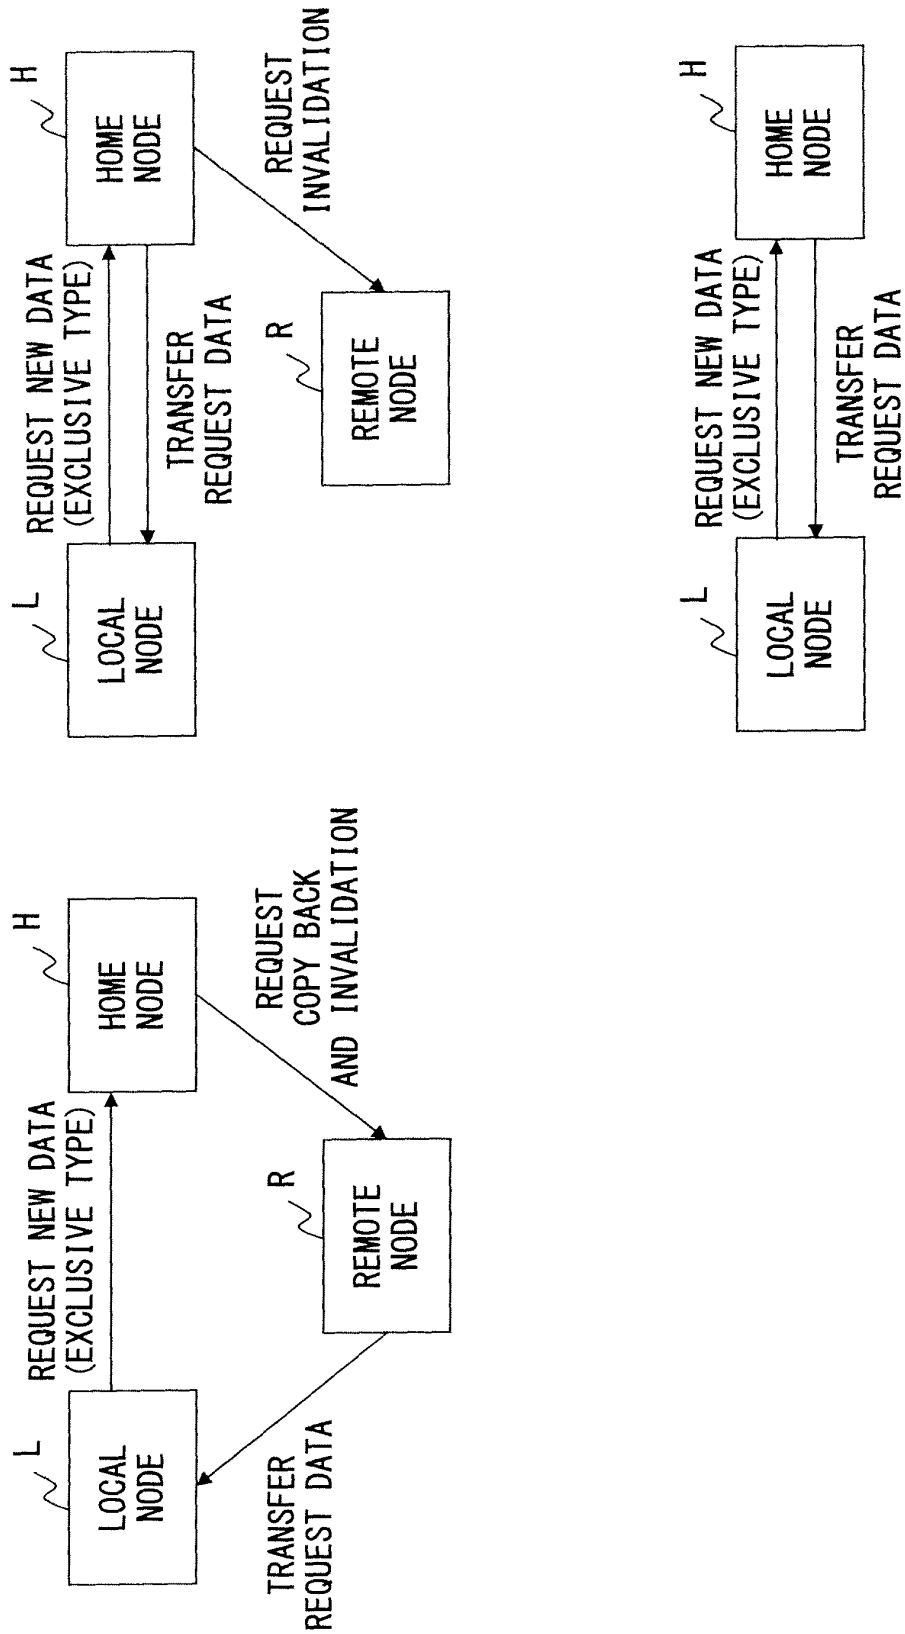 L
LOCAL
NODE
REQUEST NEW DATA
(EXCLUSIVE TYPE)
H
HOME
NODE
TRANSFER
REQUEST DATA
R
REMOTE
NODE
REQUEST
COPY BACK
AND INVALIDATION
L
LOCAL
NODE
REQUEST NEW DATA
(EXCLUSIVE TYPE)
TRANSFER
REQUEST DATA
H
HOME
NODE
R
REMOTE
NODE
REQUEST
INVALIDATION
L
LOCAL
NODE
REQUEST NEW DATA
(EXCLUSIVE TYPE)
TRANSFER
REQUEST DATA
H
HOME
NODE